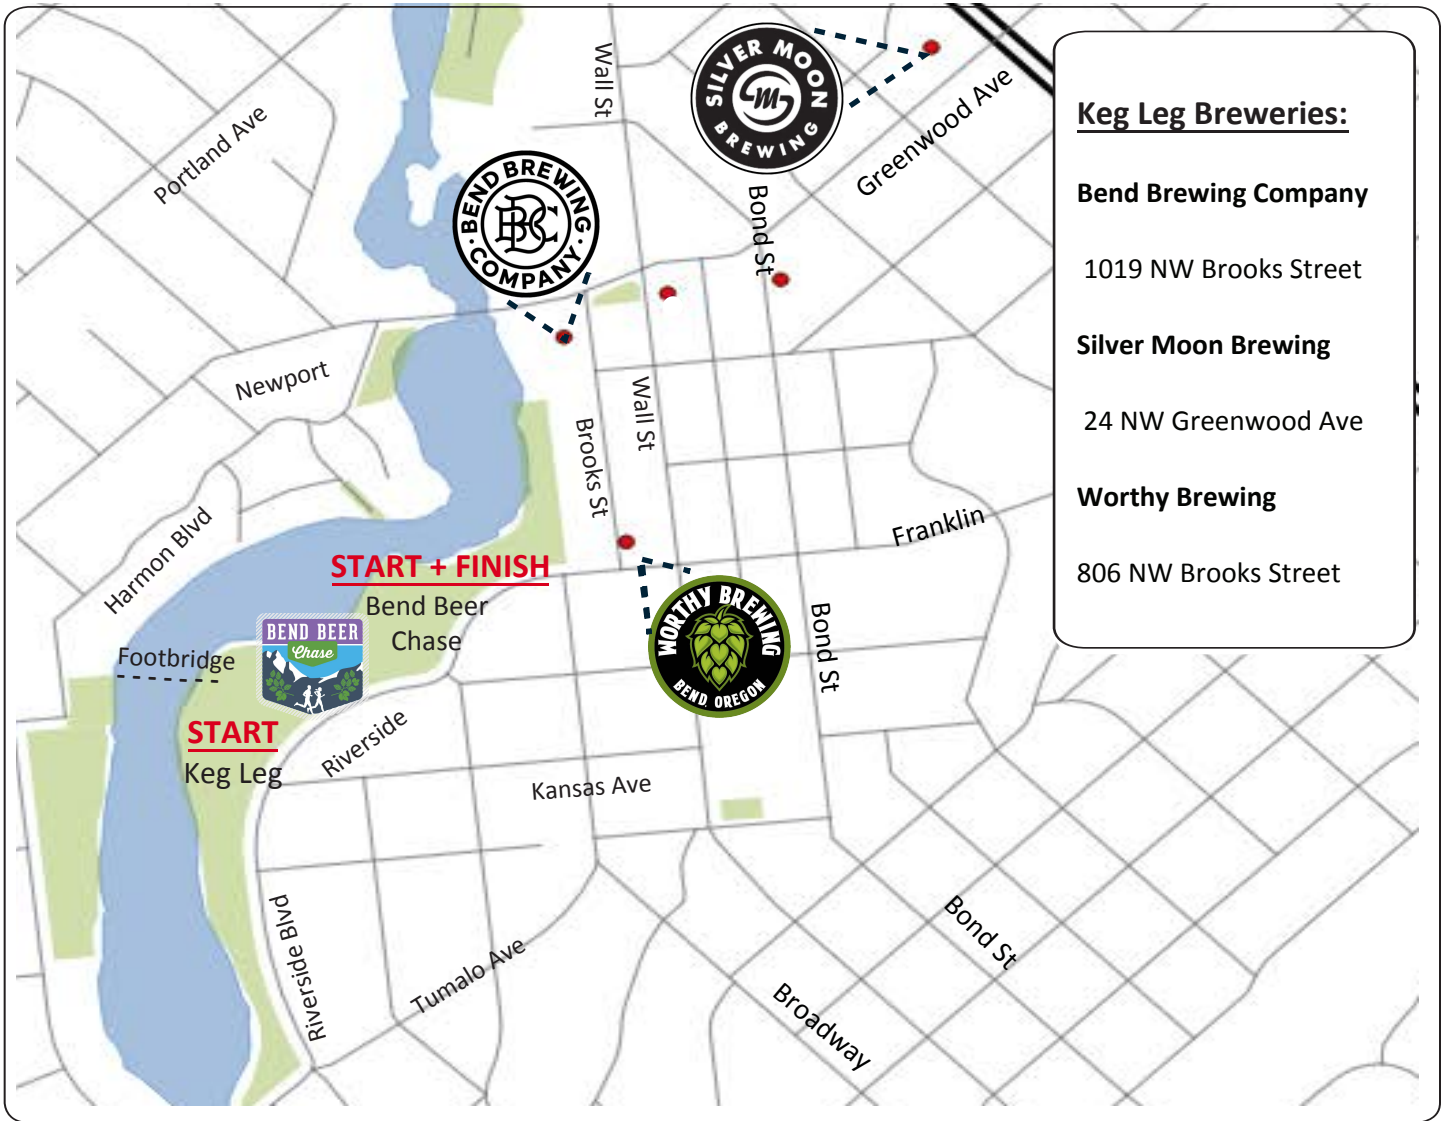 Wall St
Portland Ave
SILVER MOON
BREWING
Greenwood Ave
Bond St
BEND BREWING
BBC
COMPANY
Newport
Wall St
Brooks St
Harmon Blvd
Franklin
START + FINISH
Bend Beer
Chase
BEND BEER
Chase
Footbridge
START
Keg Leg
Riverside
WORTHY BREWING
BEND, OREGON
Bond St
Kansas Ave
Riverside Blvd
Tumalo Ave
Bond St
Broadway
Keg Leg Breweries:
Bend Brewing Company
1019 NW Brooks Street
Silver Moon Brewing
24 NW Greenwood Ave
Worthy Brewing
806 NW Brooks Street